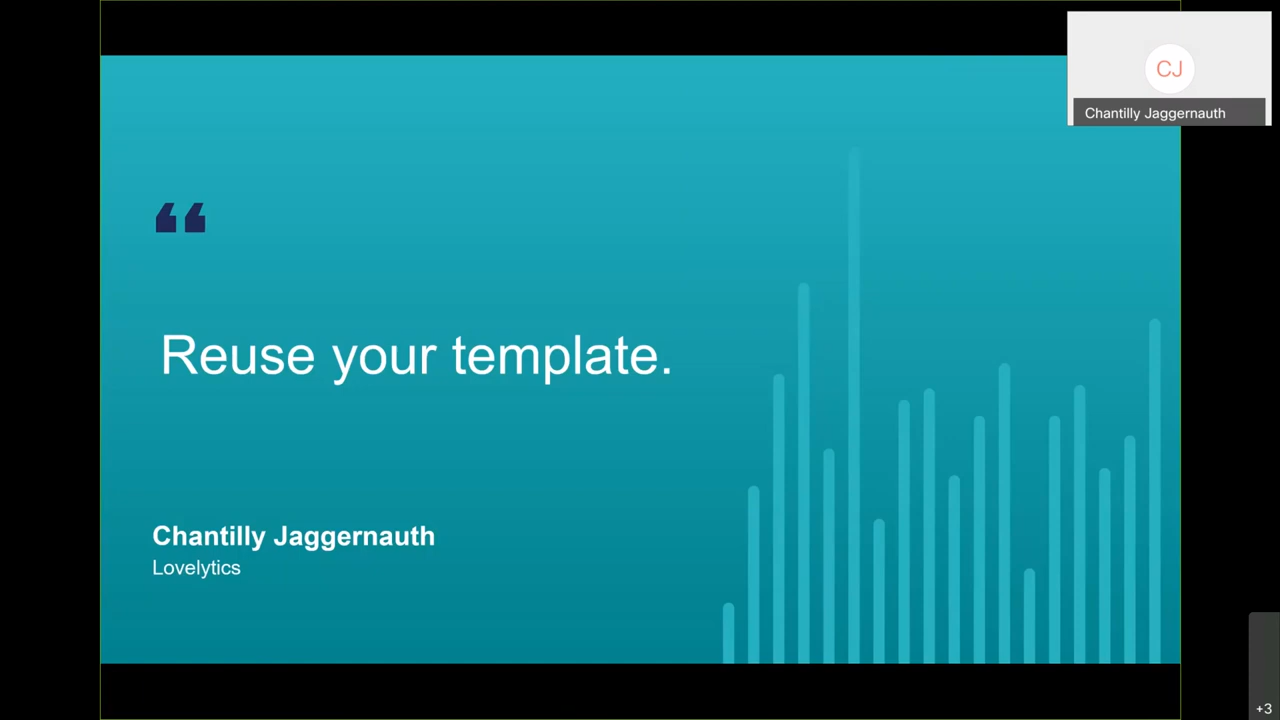 CJ
Chantilly Jaggernauth
“
Reuse your template.
Chantilly Jaggernauth
Lovelytics
+3